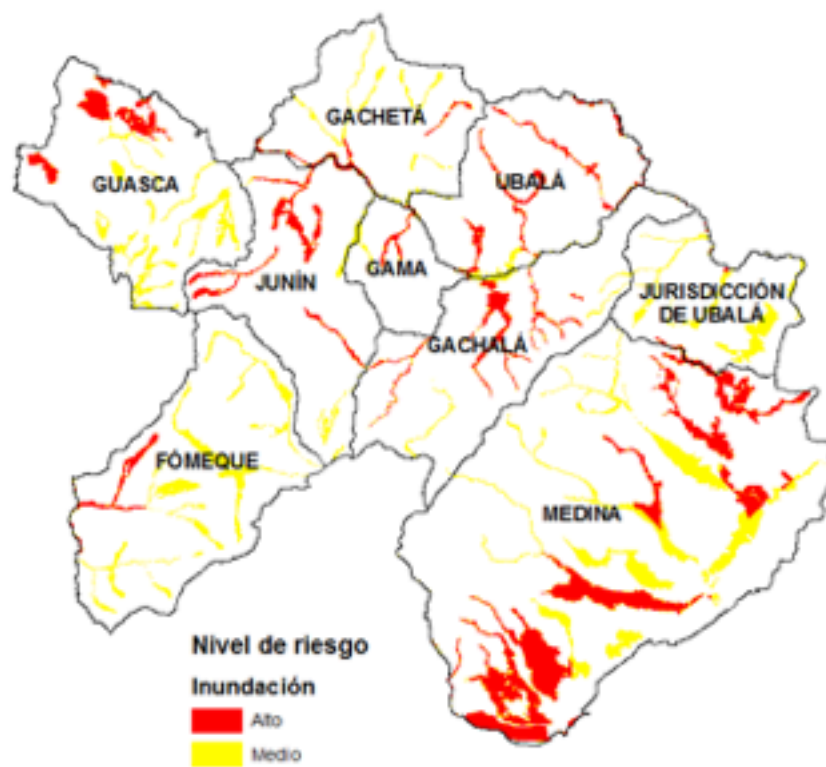 GACHETÁ
GUASCA
UBALÁ
GAMA
JUNÍN
JURISDICCIÓN
DE UBALÁ
GACHALÁ
FÓMEQUE
MEDINA
Nivel de riesgo
Inundación
Alto
Medio